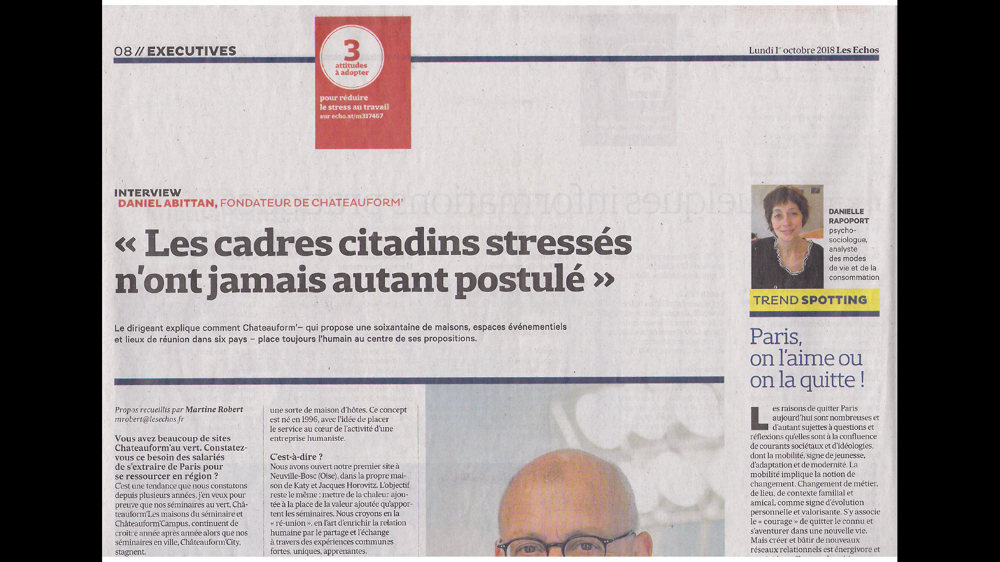 08 // EXECUTIVES
Lundi 1er octobre 2018 Les Echos
3
attitudes
à adopter
pour réduire
le stress au travail
sur echo.st/m317467
INTERVIEW
DANIEL ABITTAN, FONDATEUR DE CHATEAUFORM'
« Les cadres citadins stressés
n'ont jamais autant postulé »
Le dirigeant explique comment Chateauform'– qui propose une soixantaine de maisons, espaces événementiels
et lieux de réunion dans six pays – place toujours l'humain au centre de ses propositions.
Propos recueillis par Martine Robert
mrobert@lesechos.fr
Vous avez beaucoup de sites
Chateauform'au vert. Constatez-
vous ce besoin des salariés
de s'extraire de Paris pour
se ressourcer en région ?
C'est une tendance que nous constatons
depuis plusieurs années, j'en veux pour
preuve que nos séminaires au vert, Châ-
teauform'Les maisons du séminaire et
Château­form'Campus, continuent de
croître année après année alors que nos
séminaires en ville, Châteauform'City,
stagnent.
une sorte de maison d'hôtes. Ce concept
est né en 1996, avec l'idée de placer
le service au cœur de l'activité d'une
entreprise humaniste.
C'est-à-dire ?
Nous avons ouvert notre premier site à
Neuville-Bosc (Oise), dans la propre mai-
son de Katy et Jacques Horovitz. L'objectif
reste le même : mettre de la chaleur ajou-
tée à la place de la valeur ajoutée qu'appor-
tent les séminaires. Nous croyons en la
« ré-union », en l'art d'enrichir la relation
humaine par le partage et l'échange
à travers des expériences communes
fortes, uniques, apprenantes.
DANIELLE
RAPOPORT
psycho-
sociologue,
analyste
des modes
de vie et de la
consommation
TREND SPOTTING
Paris,
on l'aime ou
on la quitte !
Les raisons de quitter Paris
aujourd'hui sont nombreuses et
d'autant sujettes à questions et
réflexions qu'elles sont à la confluence
de courants sociétaux et d'idéologies,
dont la mobilité, signe de jeunesse,
d'adaptation et de modernité. La
mobilité implique la notion de
changement. Changement de métier,
de lieu, de contexte familial et
amical, comme signe d'évolution
personnelle et valorisante. S'y associe
le « courage » de quitter le connu et
s'aventurer dans une nouvelle vie.
Mais créer et bâtir de nouveaux
réseaux relationnels est énergivore et